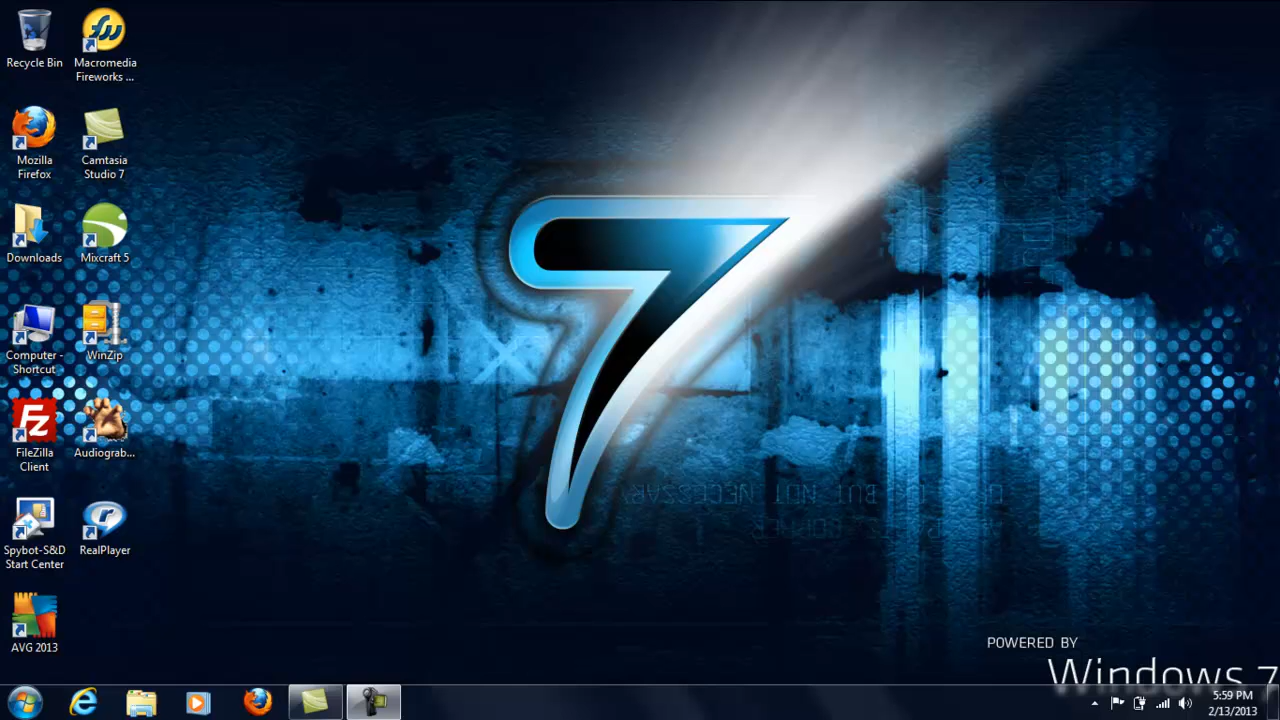 Recycle Bin
Macromedia
Fireworks ...
Mozilla
Firefox
Camtasia
Studio 7
Downloads
Mixcraft 5
Computer -
Shortcut
WinZip
FileZilla
Client
Audiograb...
Spybot-S&D
Start Center
RealPlayer
AVG 2013
7
POWERED BY
Windows 7
5:59 PM
2/13/2013